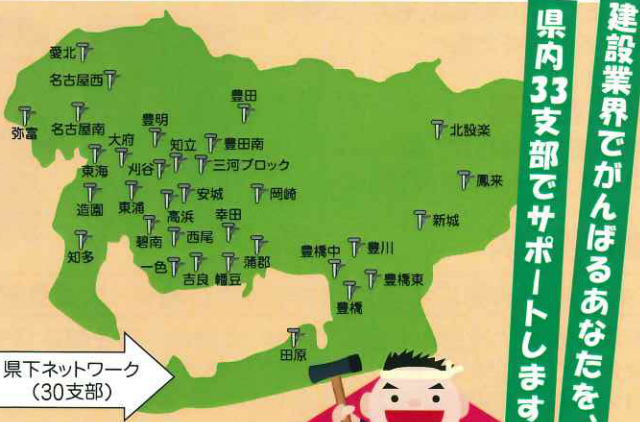 建設業界でがんばるあなたを、
県内33支部でサポートします
愛北
名古屋西
弥富
名古屋南
豊明
豊田
大府
知立
豊田南
北設楽
東海
刈谷
三河ブロック
鳳来
造園
東浦
高浜
安城
岡崎
新城
知多
碧南
西尾
幸田
豊橋中
豊川
一色
吉良
幡豆
蒲郡
豊橋
豊橋東
田原
県下ネットワーク
(30支部)